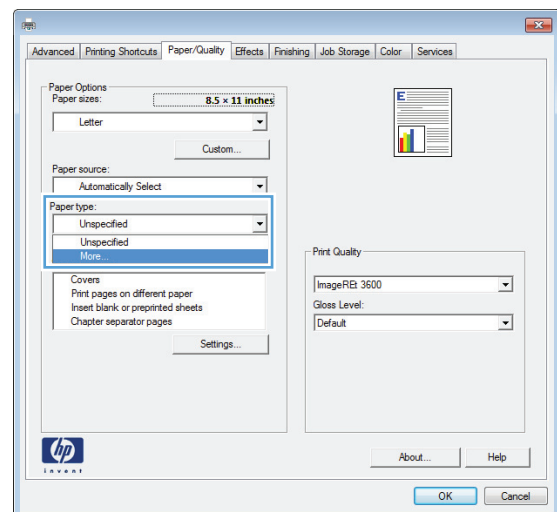 Advanced Printing Shortcuts Paper/Quality Effects Finishing Job Storage Color Services
Paper Options
Paper sizes: 8.5 × 11 inches
Letter
Custom...
Paper source:
Automatically Select
Paper type:
Unspecified
Unspecified
More...
Covers
Print pages on different paper
Insert blank or preprinted sheets
Chapter separator pages
Settings...
E
Print Quality
ImageREt 3600
Gloss Level:
Default
hp
invent
About... Help
OK Cancel